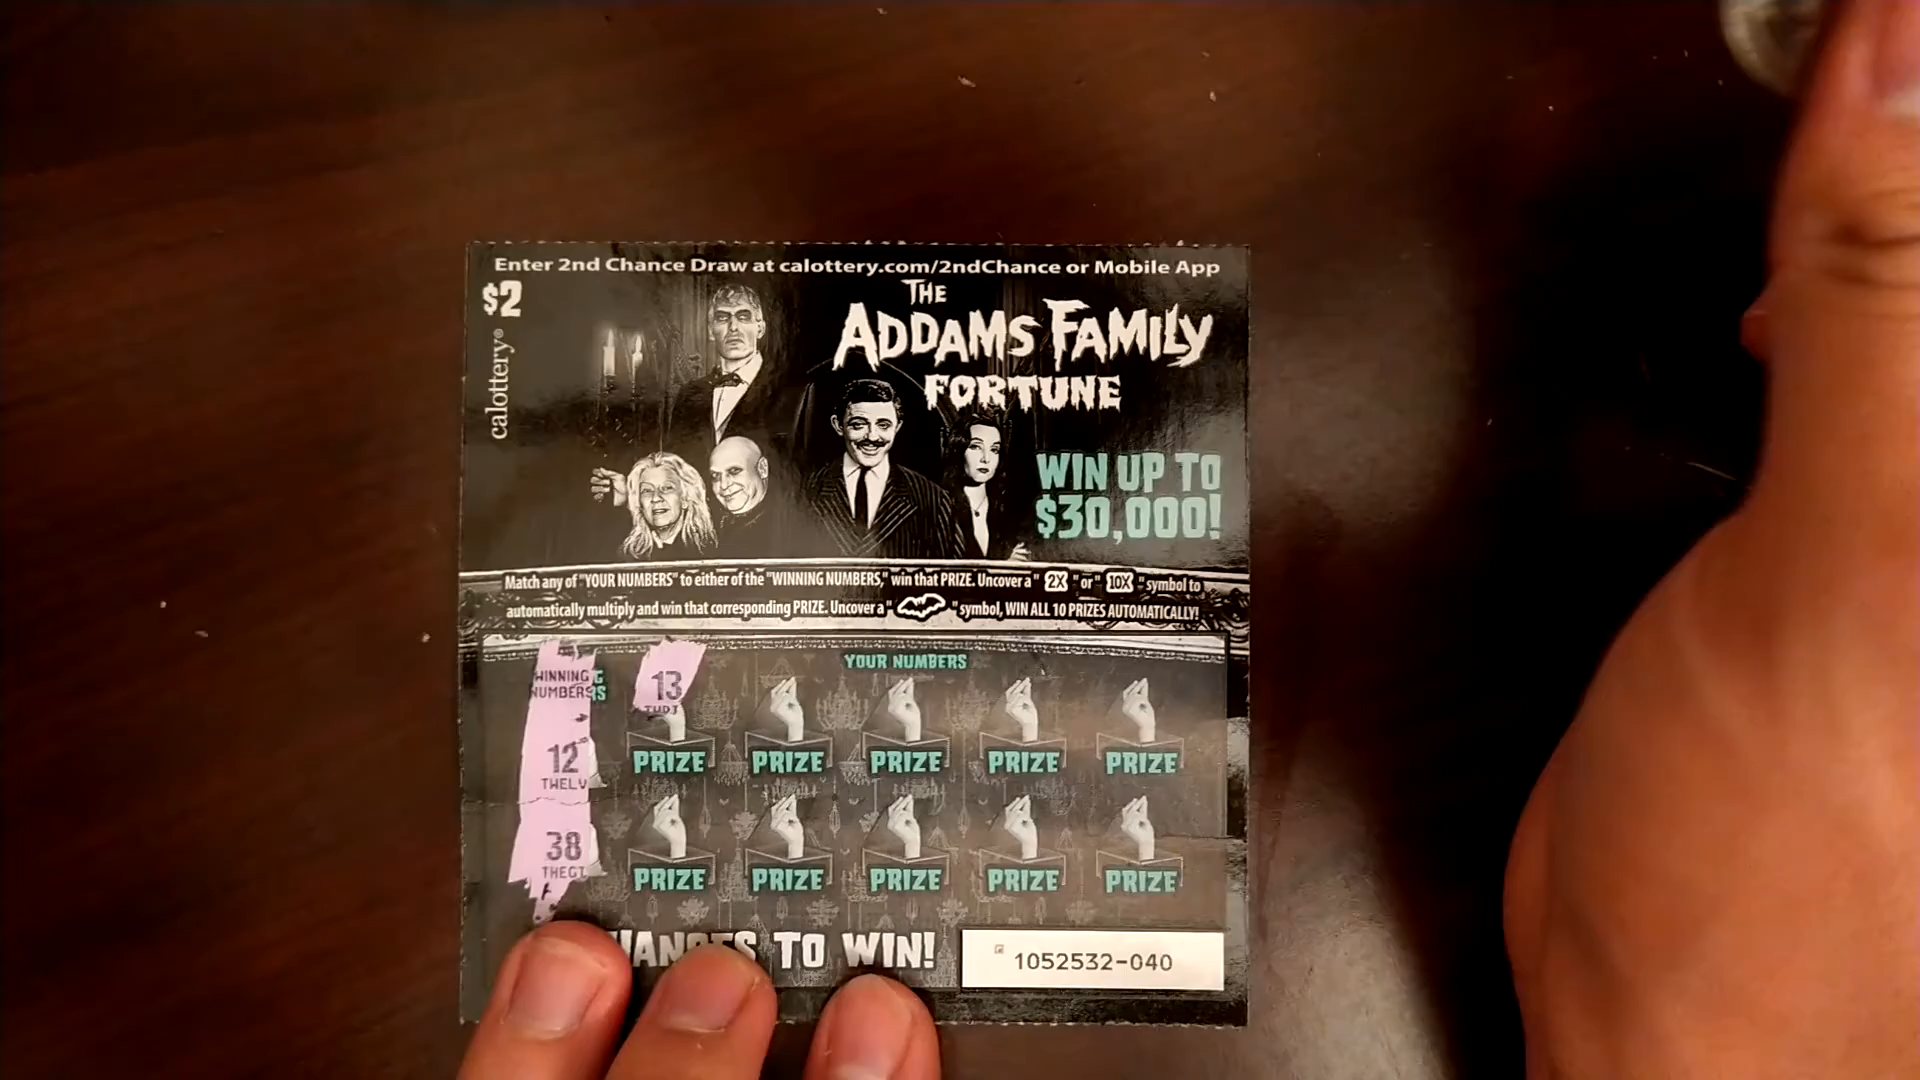 Enter 2nd Chance Draw at calottery.com/2ndChance or Mobile App
$2
calottery®
THE
ADDAMS FAMILY
FORTUNE
WIN UP TO
$30,000!
Match any of "YOUR NUMBERS" to either of the "WINNING NUMBERS," win that PRIZE. Uncover a " 2X " or " 10X " symbol to
automatically multiply and win that corresponding PRIZE. Uncover a " " symbol, WIN ALL 10 PRIZES AUTOMATICALLY!
YOUR NUMBERS
WINNING
NUMBERS
13
12
TWELV
38
PRIZE PRIZE PRIZE PRIZE PRIZE
PRIZE PRIZE PRIZE PRIZE PRIZE
TO WIN!
1052532-040